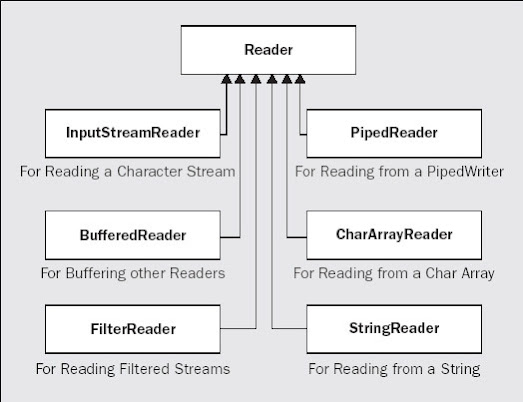 Reader
InputStreamReader
For Reading a Character Stream
PipedReader
For Reading from a PipedWriter
BufferedReader
For Buffering other Readers
CharArrayReader
For Reading from a Char Array
FilterReader
For Reading Filtered Streams
StringReader
For Reading from a String